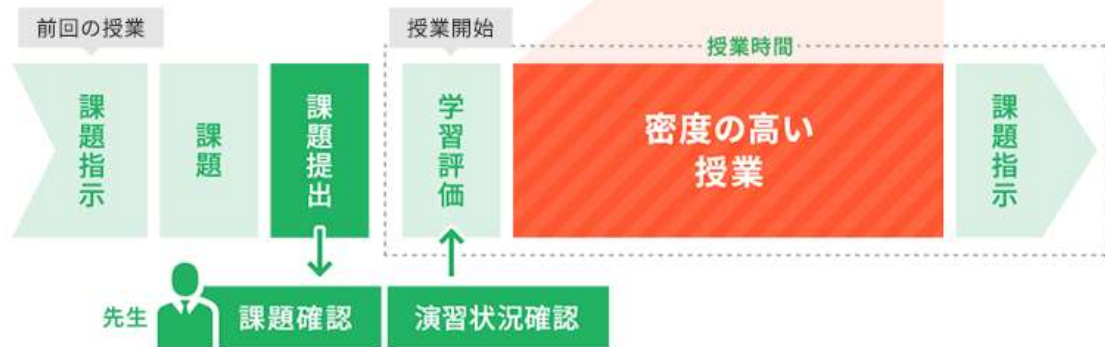 前回の授業
授業開始
授業時間
課題指示
課題
課題提出
学習評価
密度の高い
授業
課題指示
先生
課題確認
演習状況確認